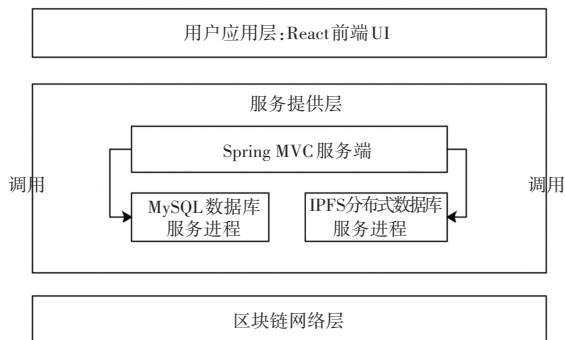 用户应用层:React前端UI
服务提供层
Spring MVC服务端
调用
调用
MySQL数据库
服务进程
IPFS分布式数据库
服务进程
区块链网络层